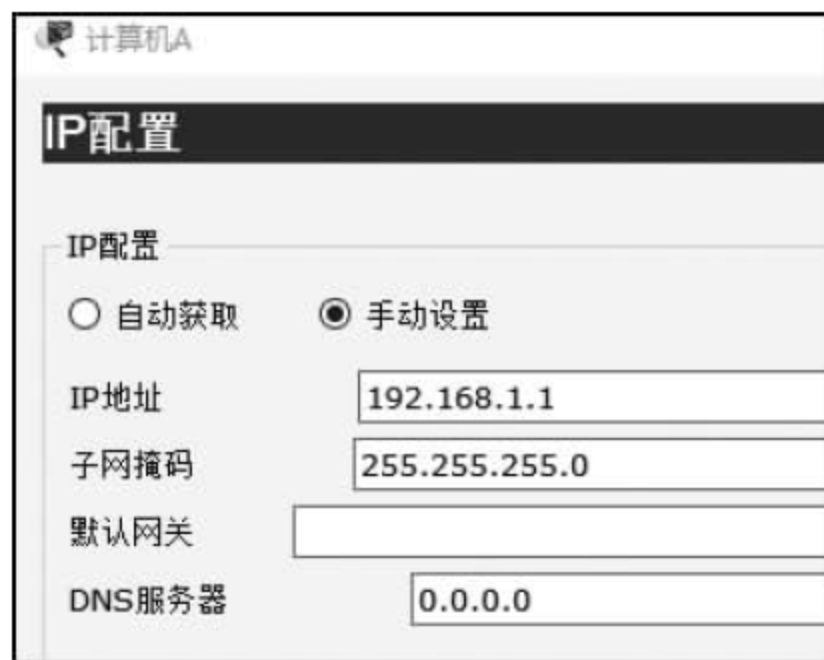 计算机A
IP配置
IP配置
自动获取 手动设置
IP地址 192.168.1.1
子网掩码 255.255.255.0
默认网关
DNS服务器 0.0.0.0